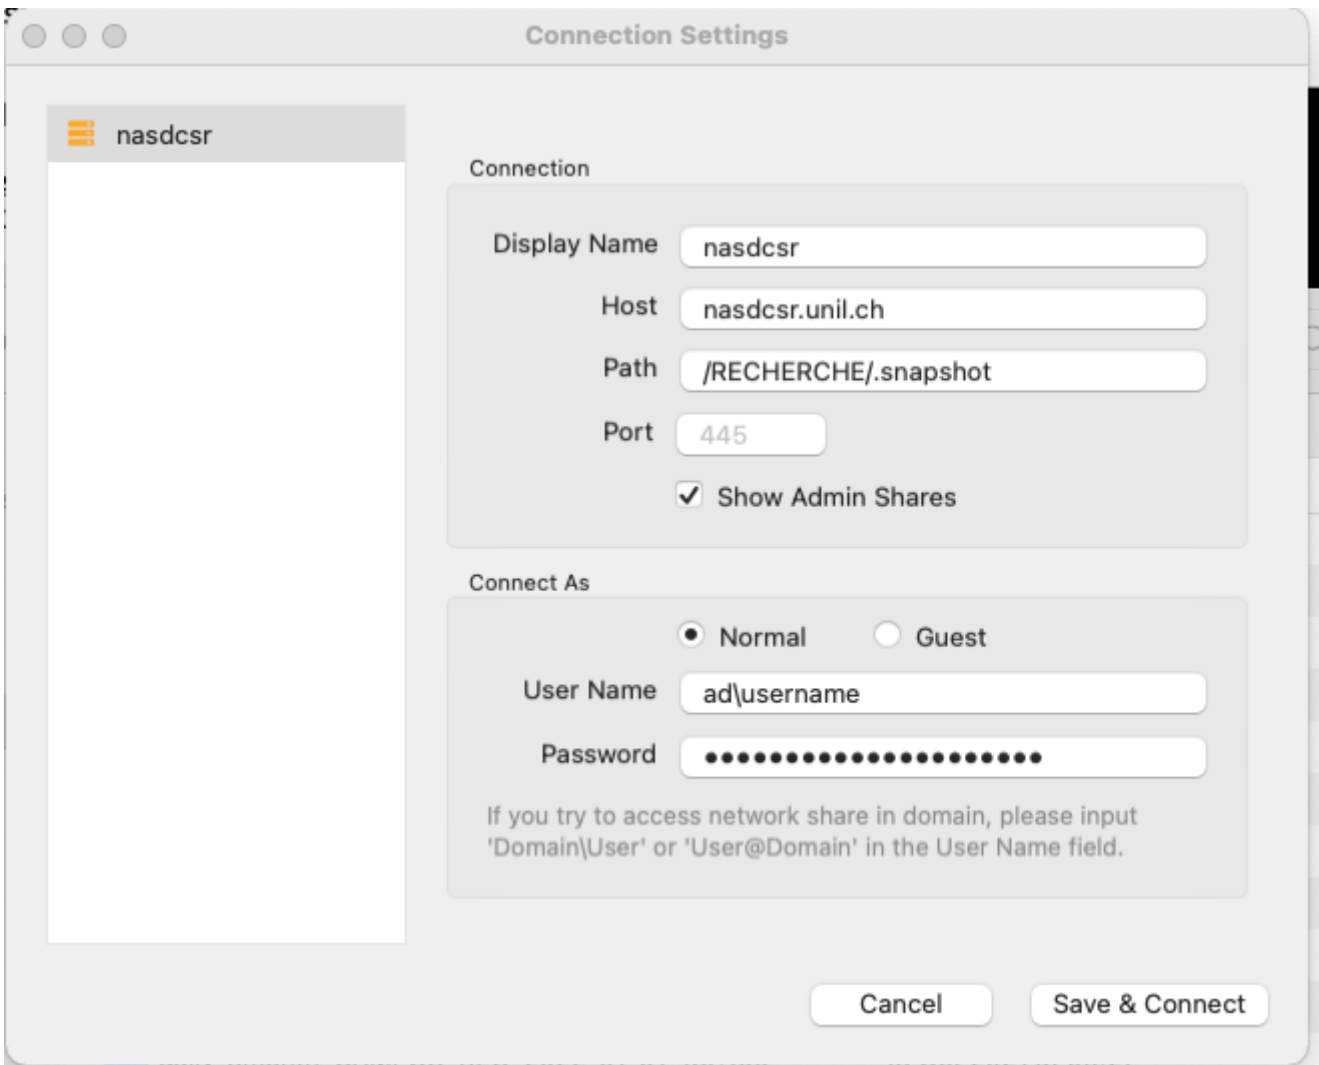 Connection Settings
nasdcsr
Connection
Display Name nasdcsr
Host nasdcsr.unil.ch
Path /RECHERCHE/.snapshot
Port 445
Show Admin Shares
Connect As
Normal Guest
User Name ad\username
Password •••••••••••••••••••••
If you try to access network share in domain, please input
'Domain\User' or 'User@Domain' in the User Name field.
Cancel Save & Connect